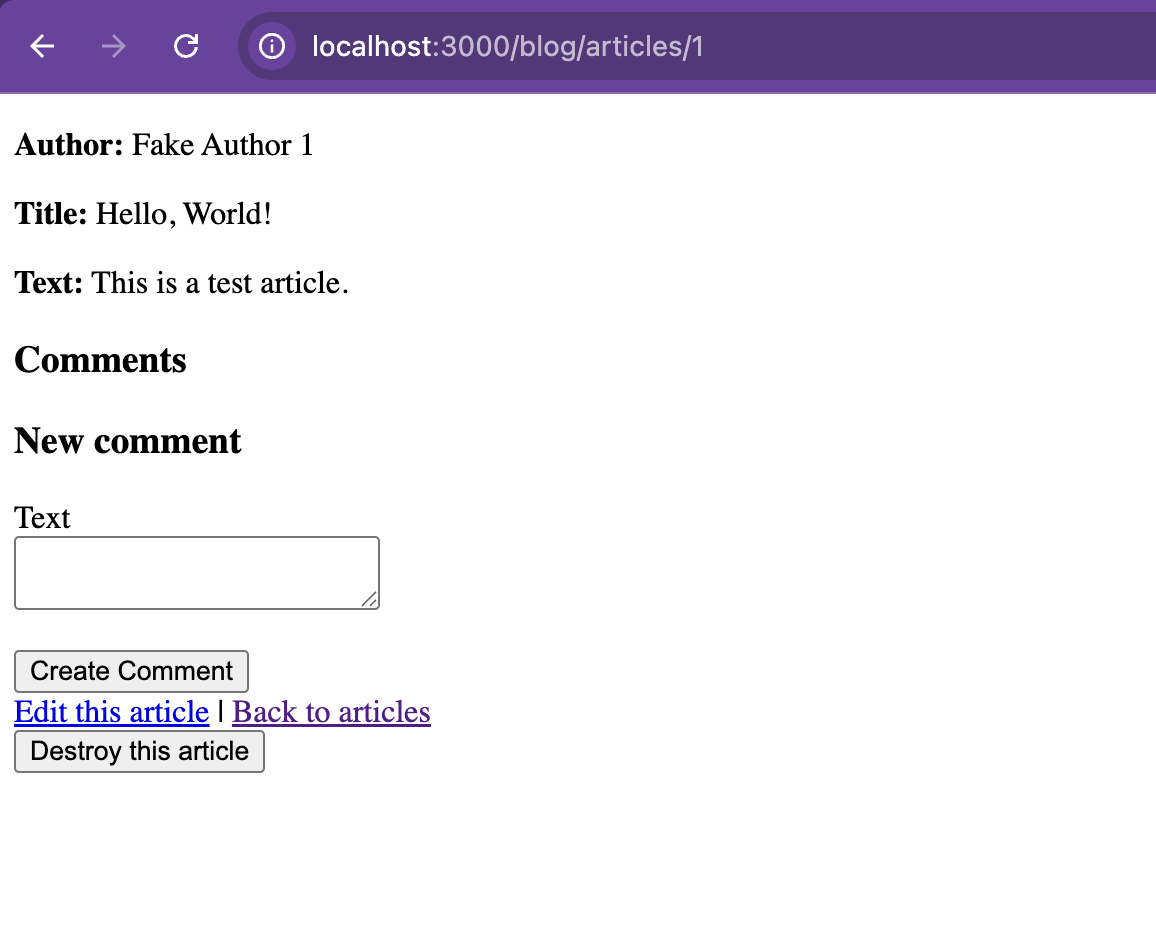 localhost:3000/blog/articles/1
Author: Fake Author 1
Title: Hello, World!
Text: This is a test article.
Comments
New comment
Text
Create Comment
Edit this article | Back to articles
Destroy this article